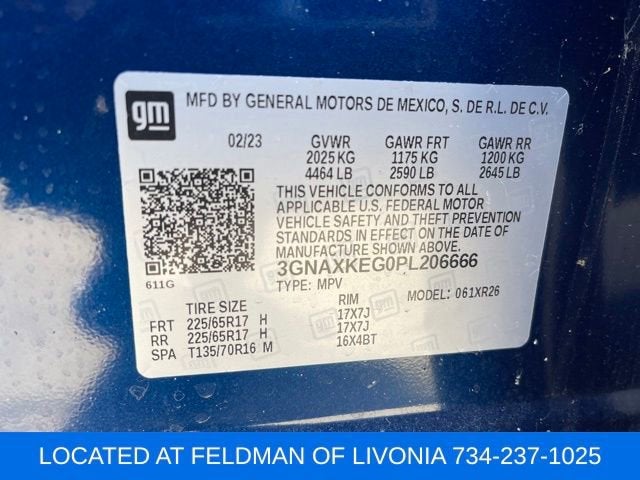 gm
MFD BY GENERAL MOTORS DE MEXICO, S. DE R.L. DE C.V.
02/23 GVWR GAWR FRT GAWR RR
2025 KG 1175 KG 1200 KG
4464 LB 2590 LB 2645 LB
THIS VEHICLE CONFORMS TO ALL
APPLICABLE U.S. FEDERAL MOTOR
VEHICLE SAFETY AND THEFT PREVENTION
STANDARDS IN EFFECT ON THE DATE OF
MANUFACTURE SHOWN ABOVE.
3GNAXKEG0PL206666
611G
TYPE: MPV MODEL: 061XR26
TIRE SIZE RIM
FRT 225/65R17 H 17X7J
RR 225/65R17 H 17X7J
SPA T135/70R16 M 16X4BT
LOCATED AT FELDMAN OF LIVONIA 734-237-1025